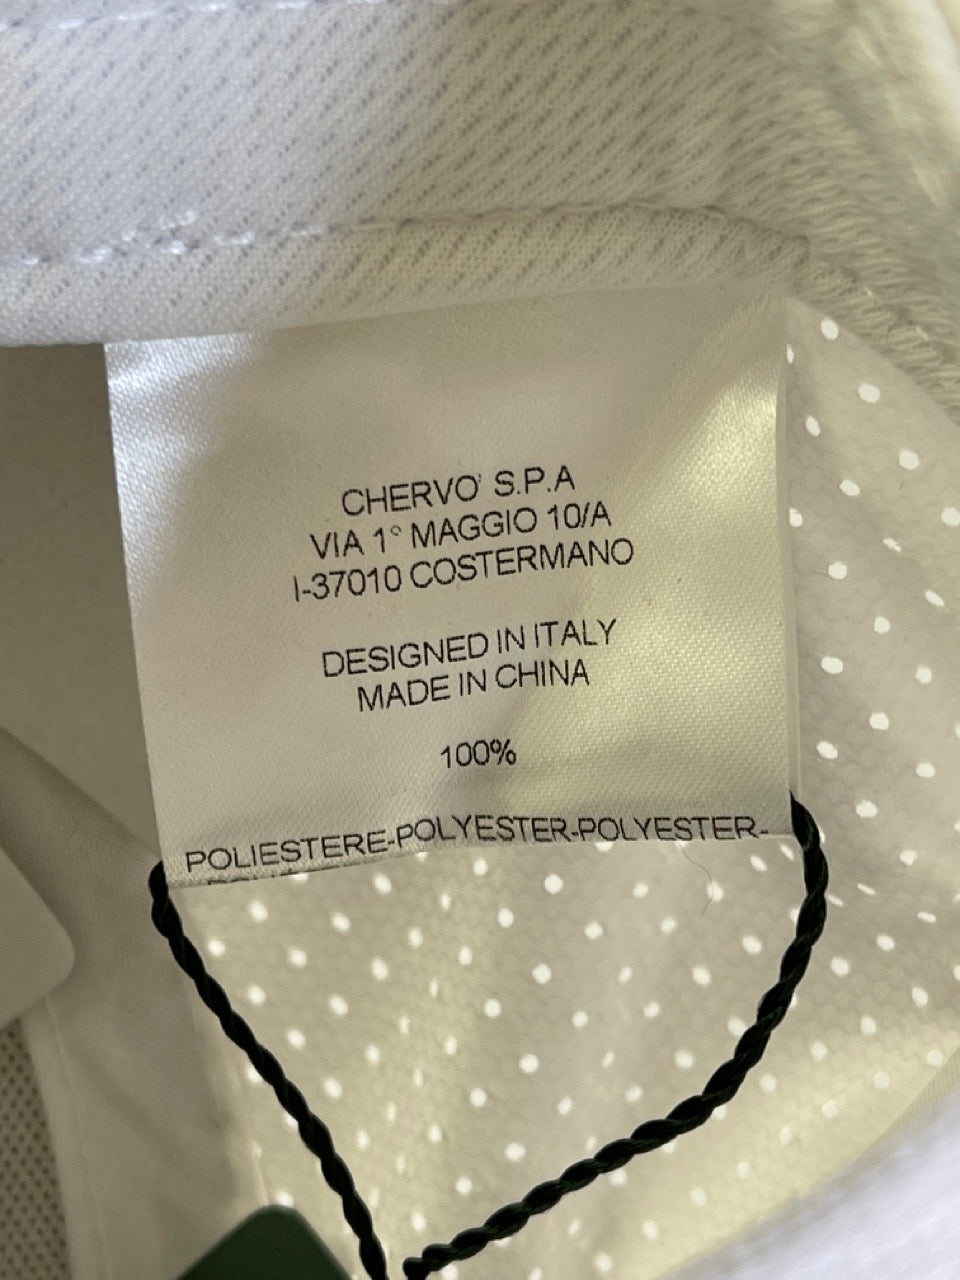 CHERVO' S.P.A
VIA 1° MAGGIO 10/A
I-37010 COSTERMANO
DESIGNED IN ITALY
MADE IN CHINA
100%
POLIESTERE-POLYESTER-POLYESTER-